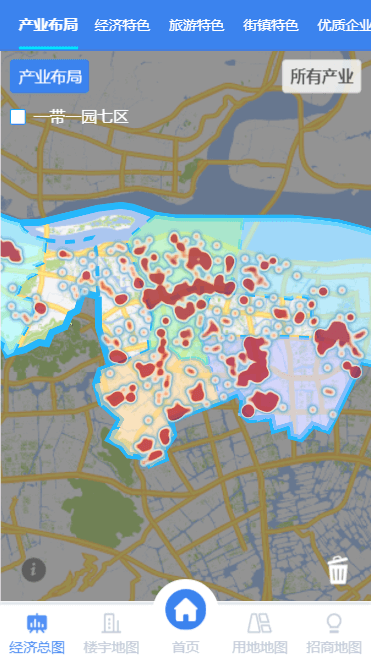 产业布局 经济特色 旅游特色 街镇特色 优质企业
产业布局 所有产业
一带一园七区
经济总图 楼宇地图 首页 用地地图 招商地图